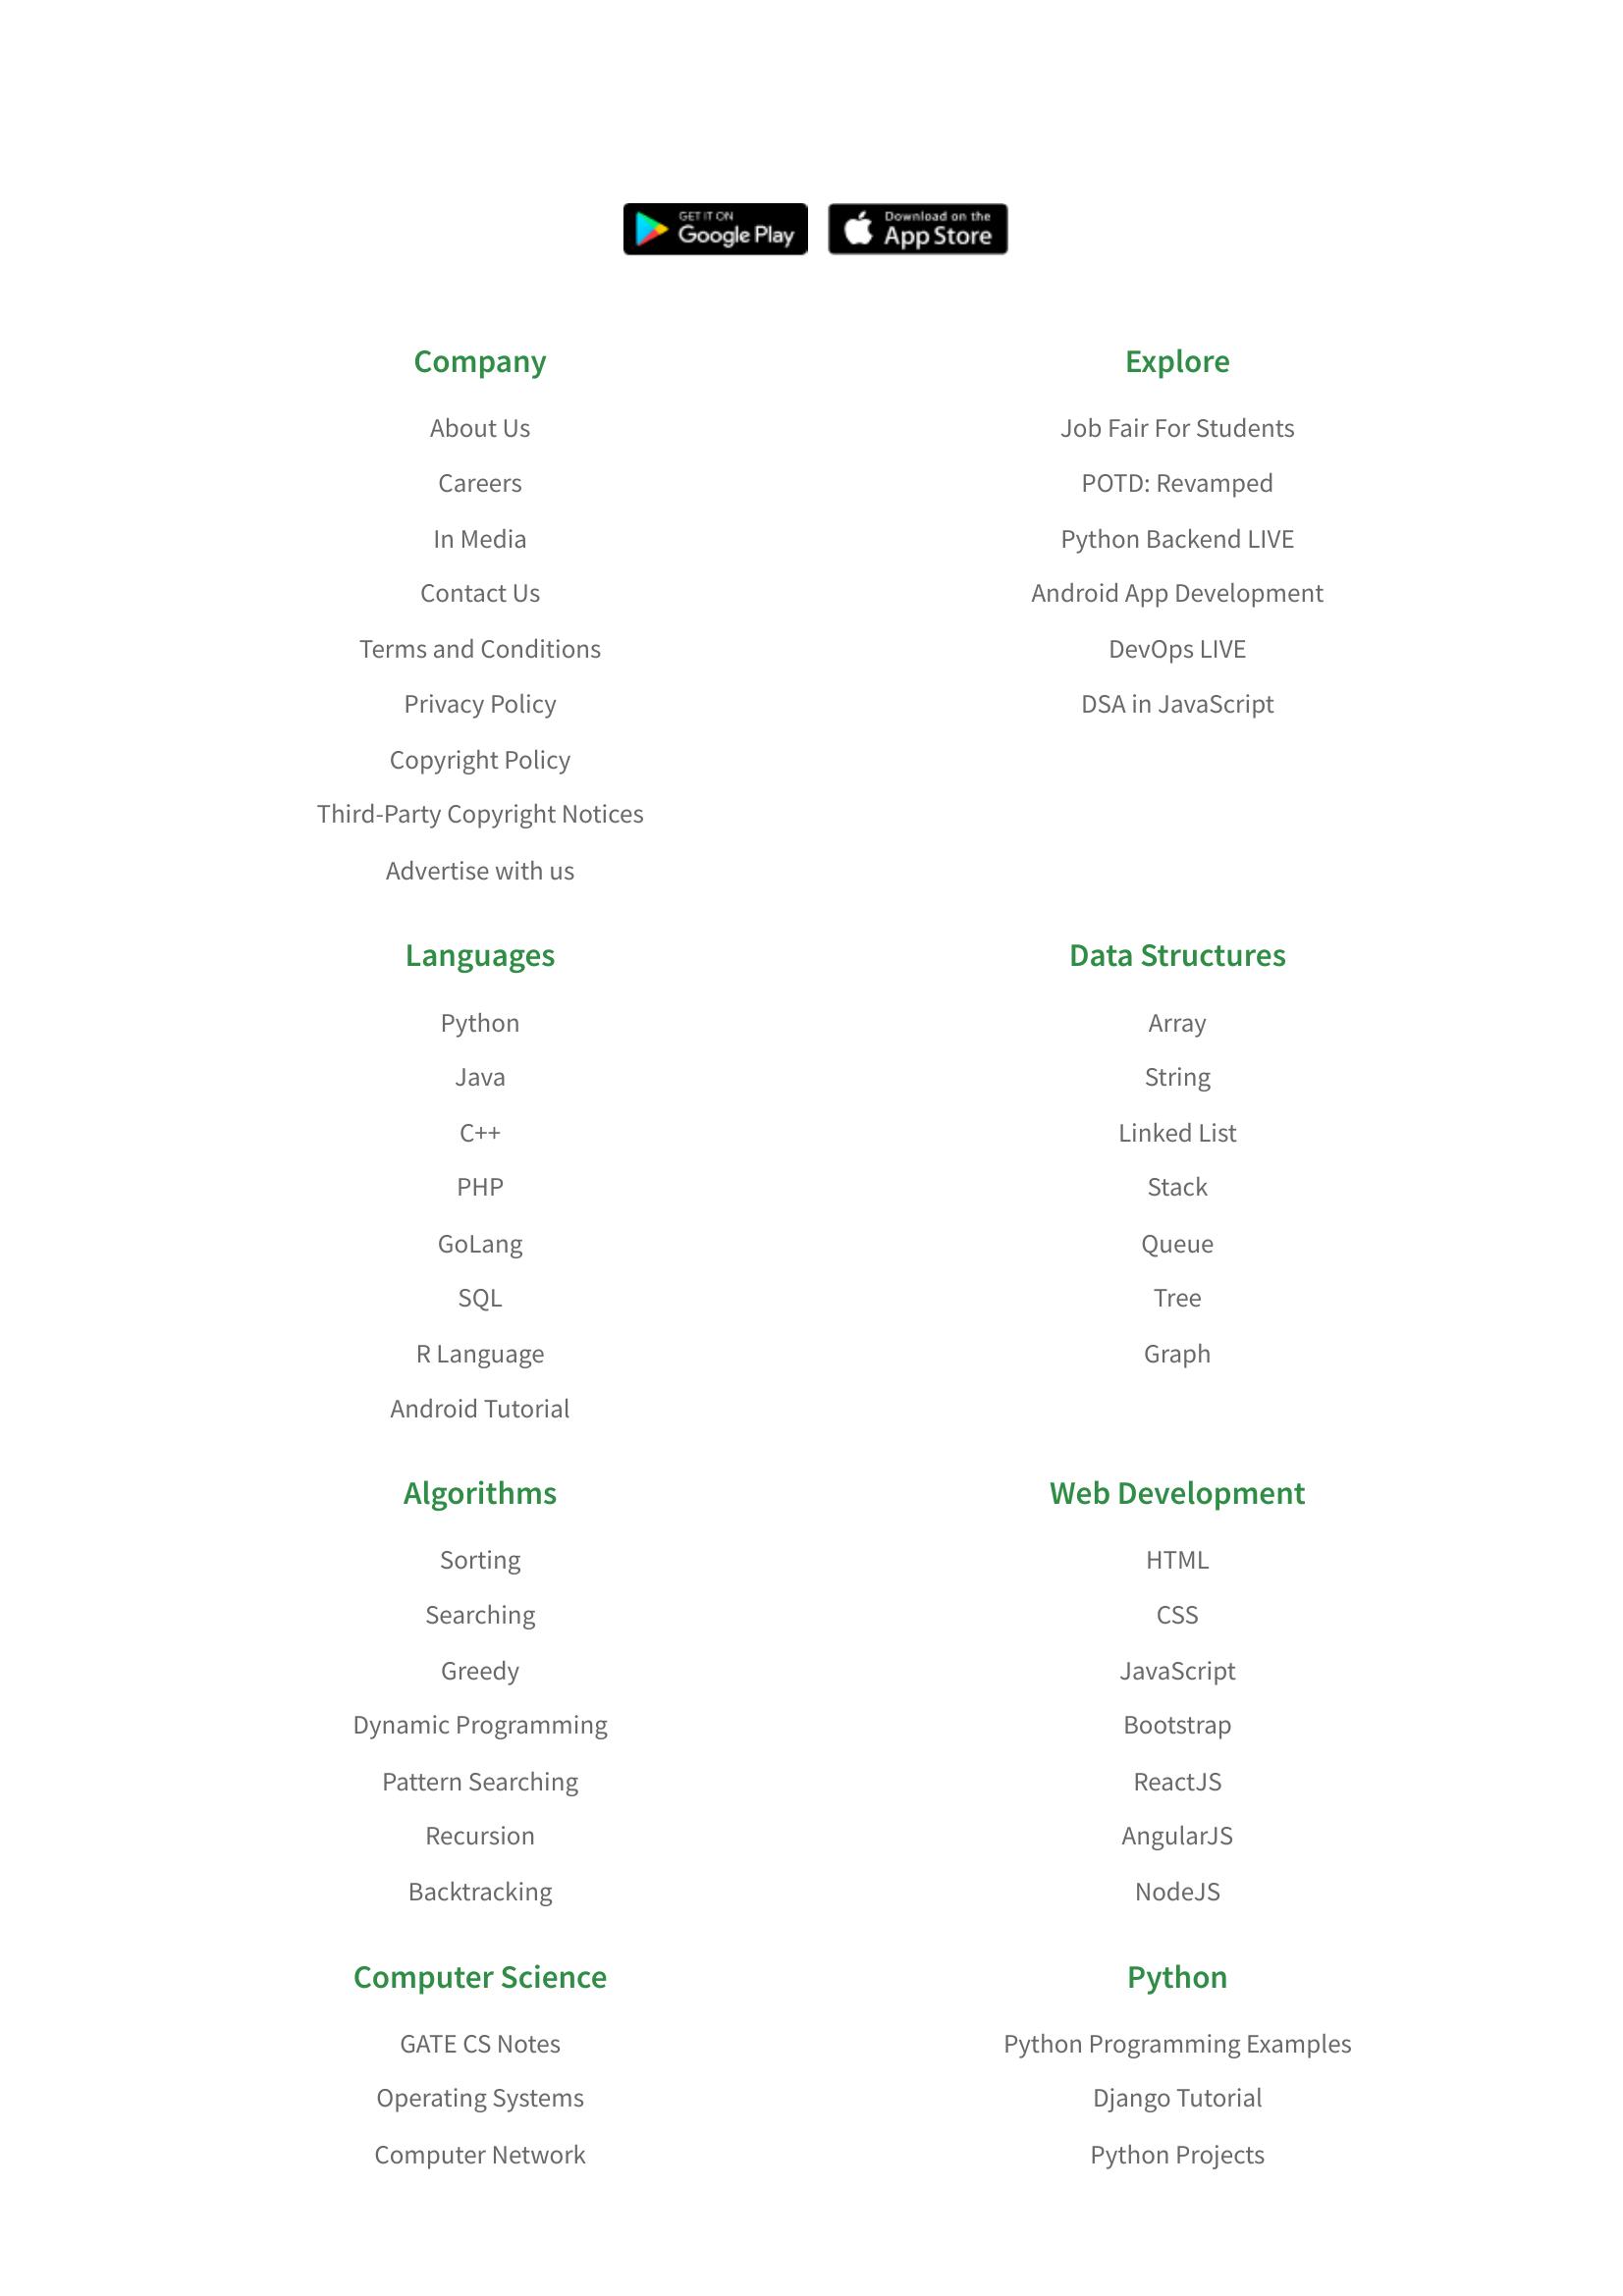 GET IT ON
Google Play
Download on the
App Store
Company
About Us
Careers
In Media
Contact Us
Terms and Conditions
Privacy Policy
Copyright Policy
Third-Party Copyright Notices
Advertise with us
Explore
Job Fair For Students
POTD: Revamped
Python Backend LIVE
Android App Development
DevOps LIVE
DSA in JavaScript
Languages
Python
Java
C++
PHP
GoLang
SQL
R Language
Android Tutorial
Data Structures
Array
String
Linked List
Stack
Queue
Tree
Graph
Algorithms
Sorting
Searching
Greedy
Dynamic Programming
Pattern Searching
Recursion
Backtracking
Web Development
HTML
CSS
JavaScript
Bootstrap
ReactJS
AngularJS
NodeJS
Computer Science
GATE CS Notes
Operating Systems
Computer Network
Python
Python Programming Examples
Django Tutorial
Python Projects